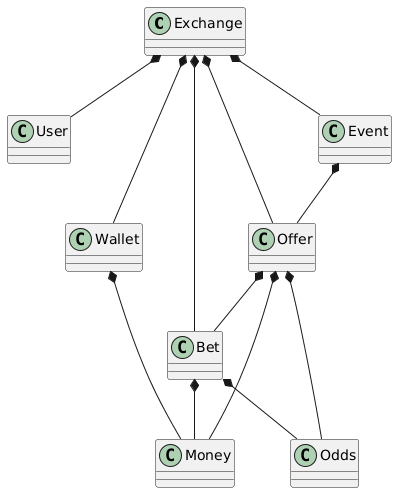 C Exchange
C User
C Event
C Wallet
C Offer
C Bet
C Money
C Odds